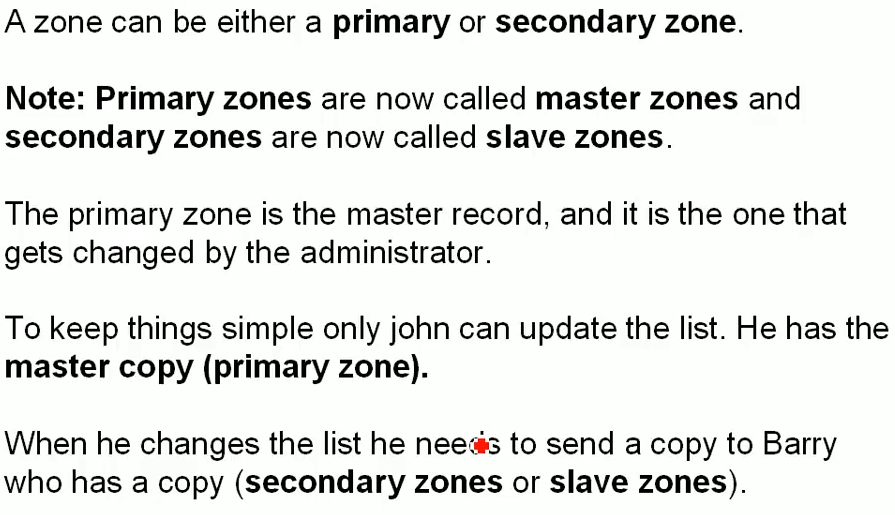 A zone can be either a primary or secondary zone.
Note: Primary zones are now called master zones and
secondary zones are now called slave zones.
The primary zone is the master record, and it is the one that
gets changed by the administrator.
To keep things simple only john can update the list. He has the
master copy (primary zone).
When he changes the list he needs to send a copy to Barry
who has a copy (secondary zones or slave zones).